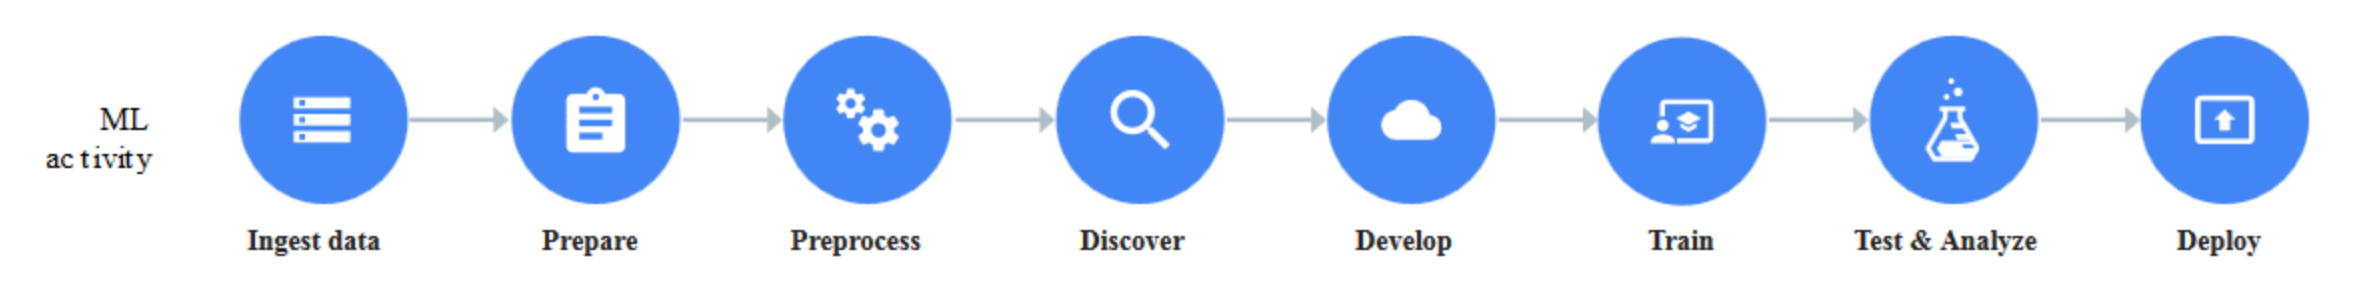 ML
activity
Ingest data
Prepare
Preprocess
Discover
Develop
Train
Test & Analyze
Deploy